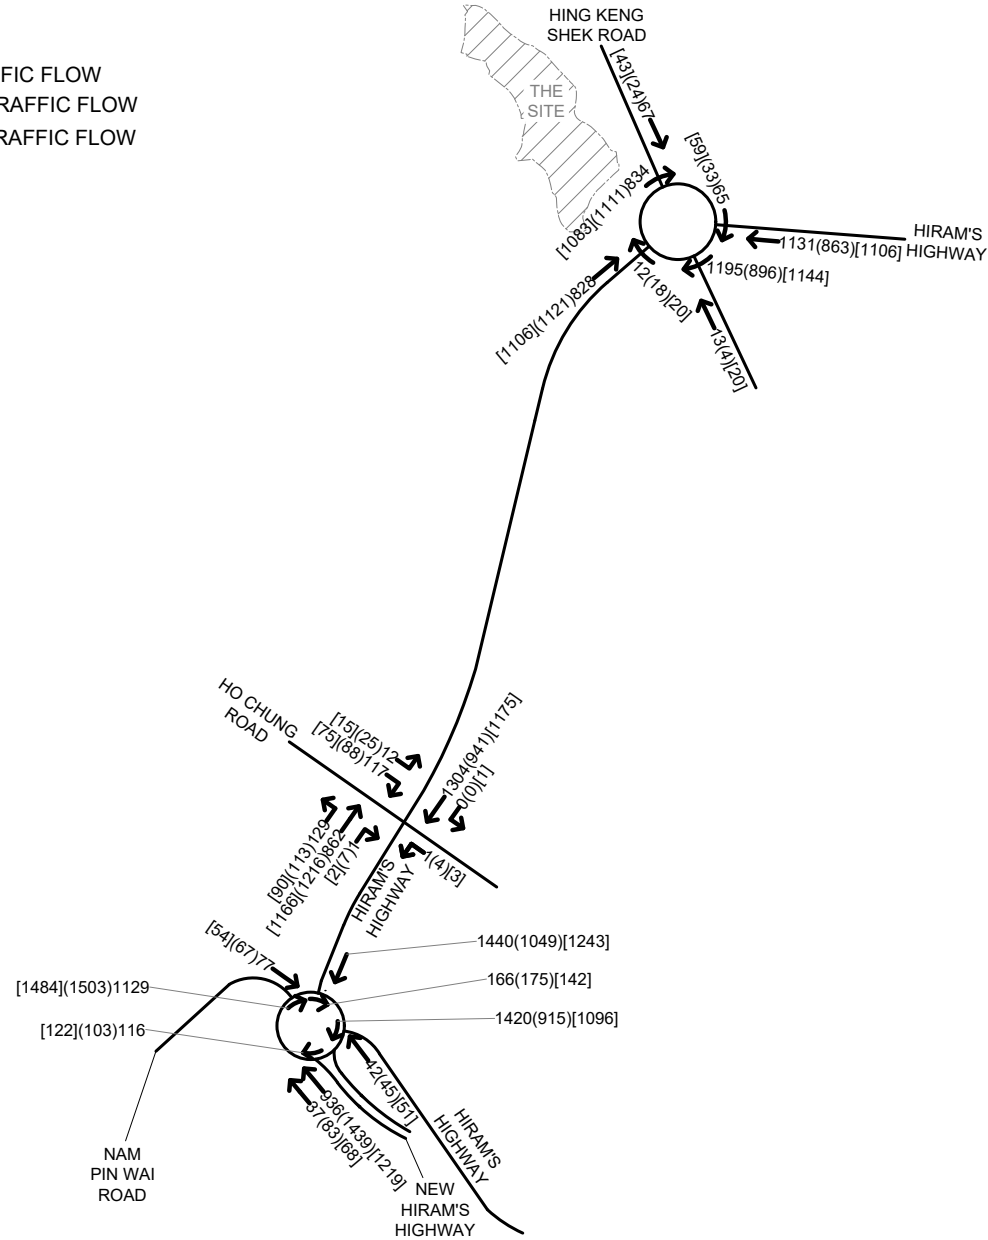 FIC FLOW
RAFFIC FLOW
RAFFIC FLOW
HING KENG
SHEK ROAD
THE
SITE
[43](24)67
[59](33)65
[1083](1111)834
HIRAM'S
HIGHWAY
1131(863)[1106]
1195(896)[1144]
12(18)[20]
[1106](1121)828
13(4)[20]
HO CHUNG
ROAD
[15](25)12
[75](88)117
1304(941)[1175]
0(0)[1]
[90](113)129
[1166](1216)862
[2](7)1
1(4)[3]
HIRAM'S
HIGHWAY
[54](67)77
1440(1049)[1243]
[1484](1503)1129
166(175)[142]
1420(915)[1096]
[122](103)116
42(45)[51]
936(1439)[1219]
37(83)[68]
HIRAM'S
HIGHWAY
NAM
PIN WAI
ROAD
NEW
HIRAM'S
HIGHWAY